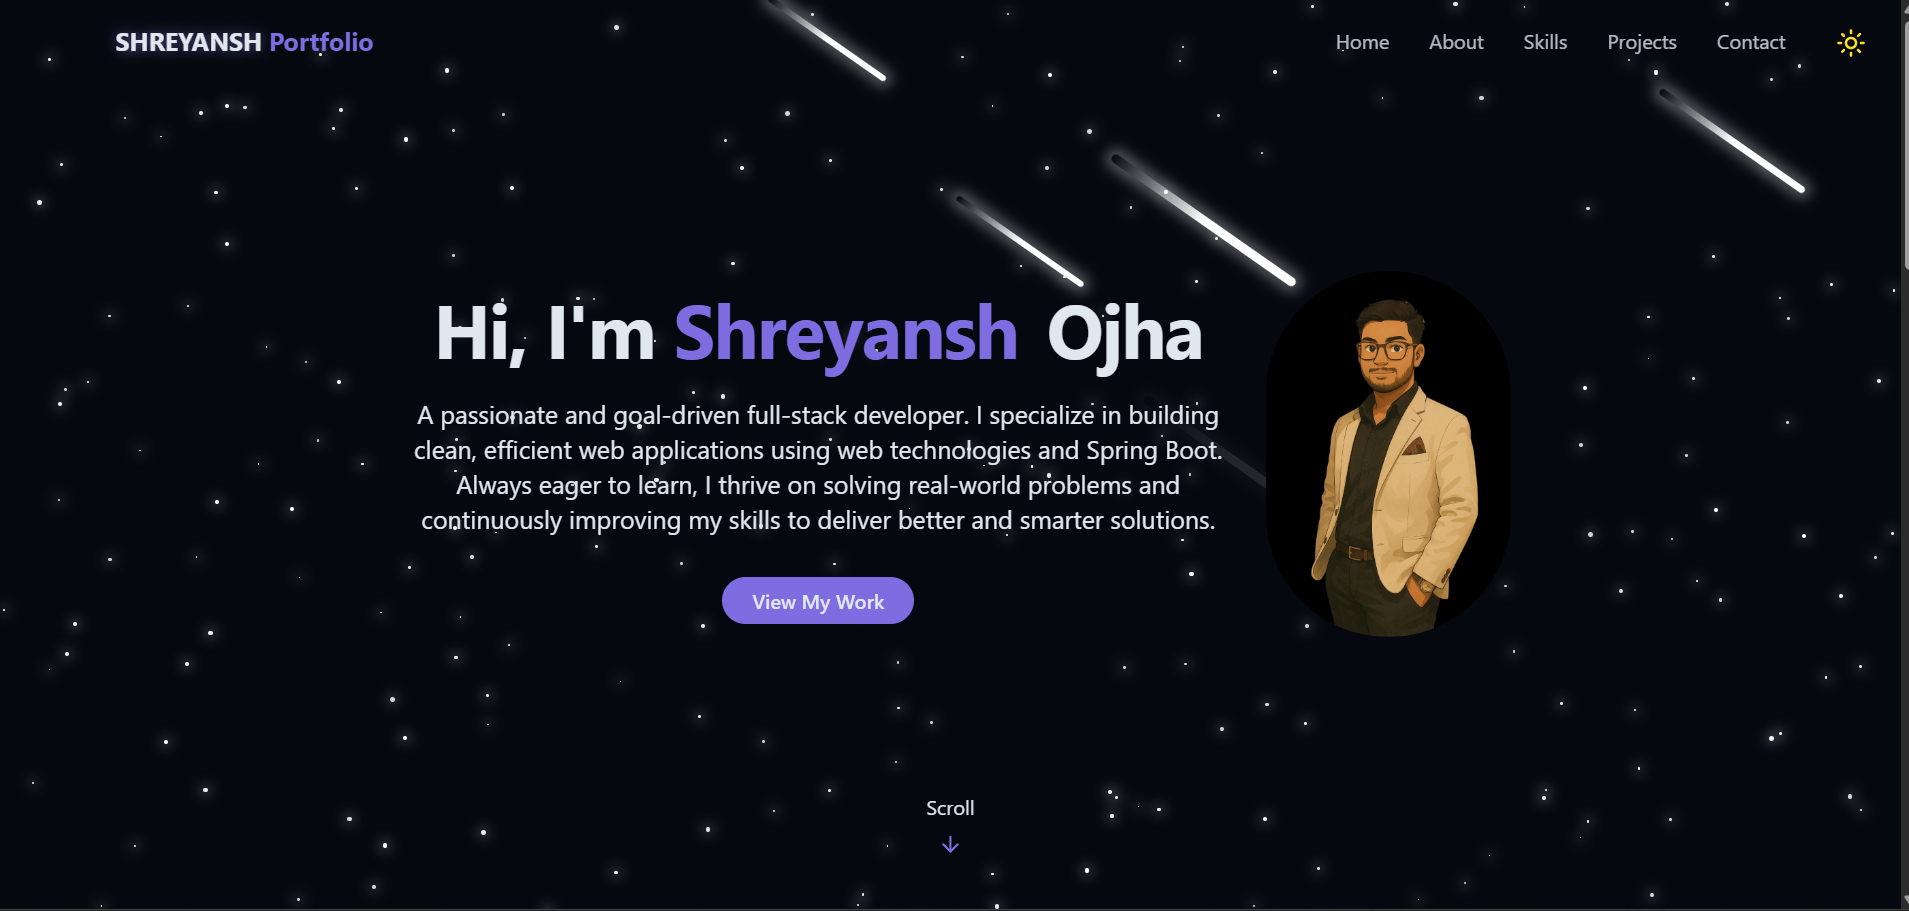 SHREYANSH Portfolio
Home About Skills Projects Contact
Hi, I'm Shreyansh Ojha
A passionate and goal-driven full-stack developer. I specialize in building
clean, efficient web applications using web technologies and Spring Boot.
Always eager to learn, I thrive on solving real-world problems and
continuously improving my skills to deliver better and smarter solutions.
View My Work
Scroll